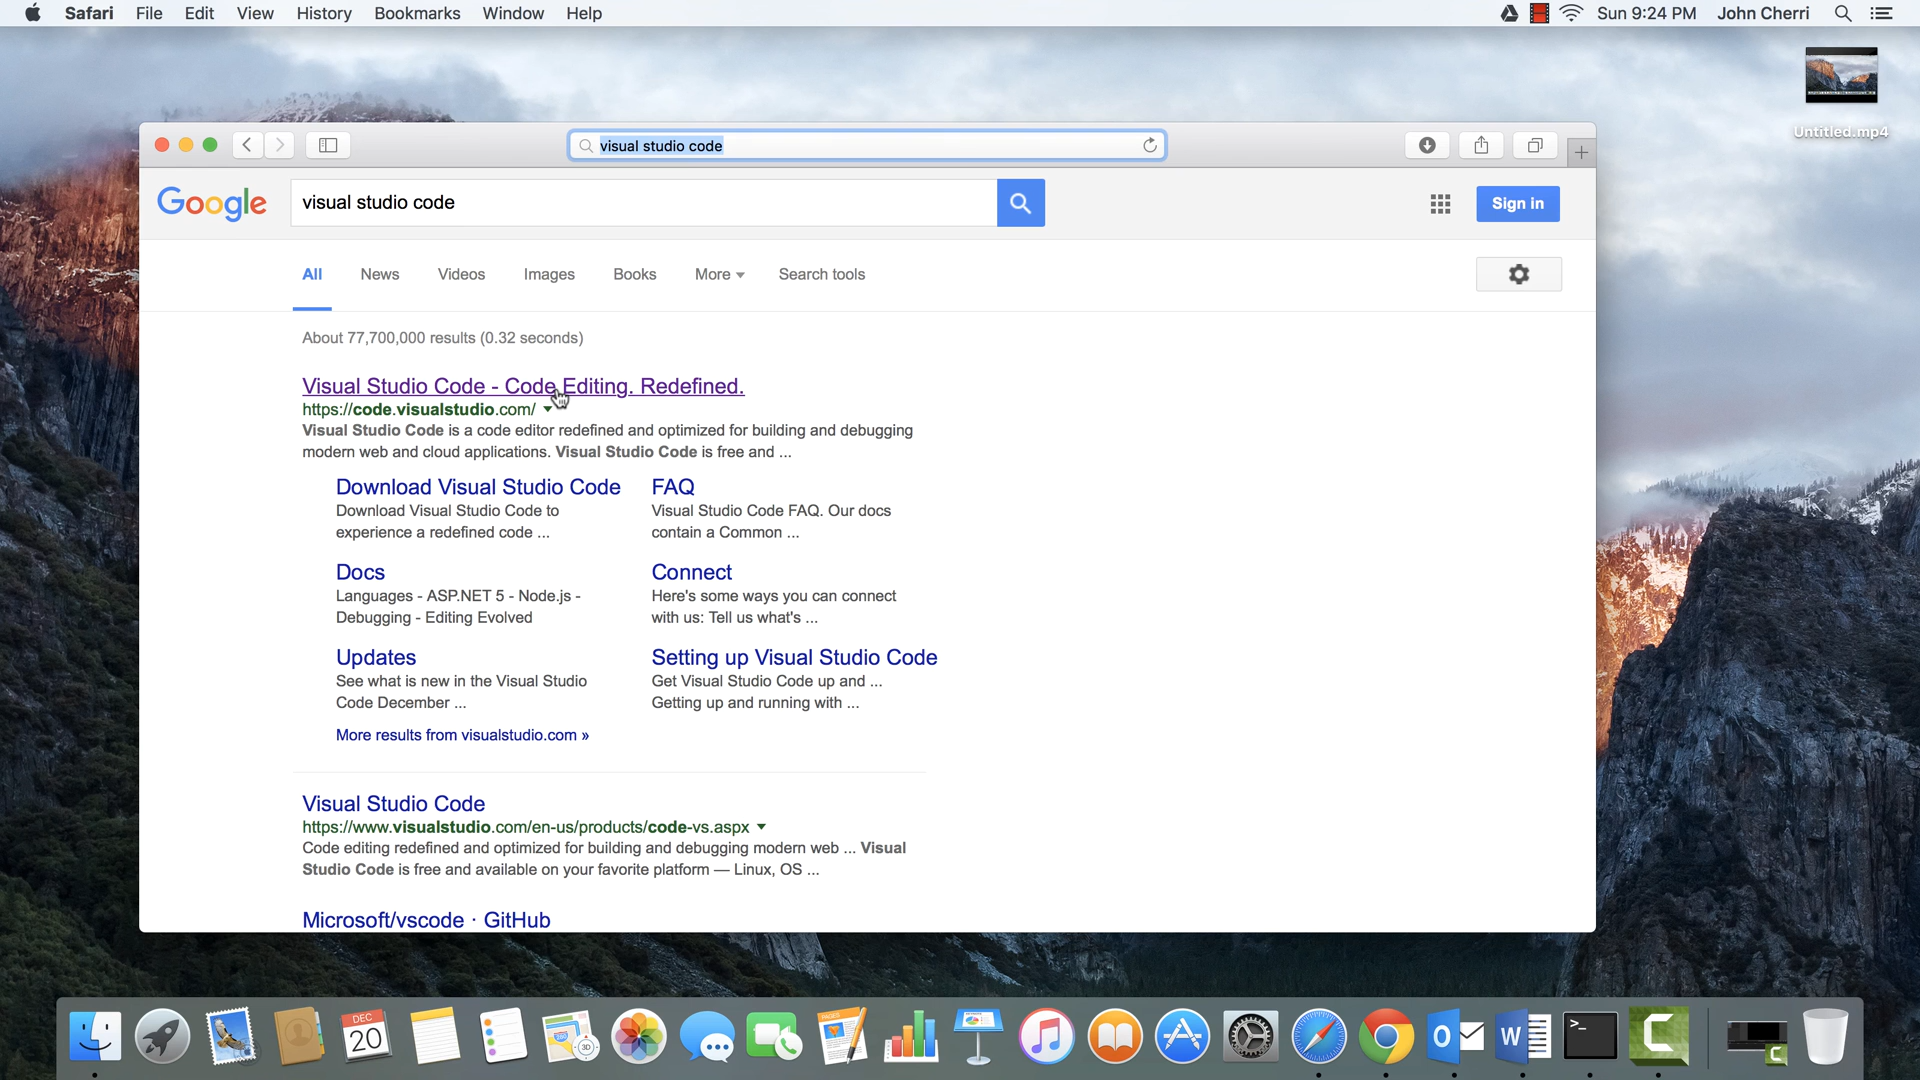 Safari File Edit View History Bookmarks Window Help
Sun 9:24 PM John Cherri
Untitled.mp4
visual studio code
Google
visual studio code
Sign in
All News Videos Images Books More Search tools
About 77,700,000 results (0.32 seconds)
Visual Studio Code - Code Editing. Redefined.
https://code.visualstudio.com/
Visual Studio Code is a code editor redefined and optimized for building and debugging
modern web and cloud applications. Visual Studio Code is free and ...
Download Visual Studio Code
Download Visual Studio Code to
experience a redefined code ...
FAQ
Visual Studio Code FAQ. Our docs
contain a Common ...
Docs
Languages - ASP.NET 5 - Node.js -
Debugging - Editing Evolved
Connect
Here's some ways you can connect
with us: Tell us what's ...
Updates
See what is new in the Visual Studio
Code December ...
Setting up Visual Studio Code
Get Visual Studio Code up and ...
Getting up and running with ...
More results from visualstudio.com »
Visual Studio Code
https://www.visualstudio.com/en-us/products/code-vs.aspx
Code editing redefined and optimized for building and debugging modern web ... Visual
Studio Code is free and available on your favorite platform — Linux, OS ...
Microsoft/vscode · GitHub
DEC
20
3D
PAGES
O
W
>_
C
C